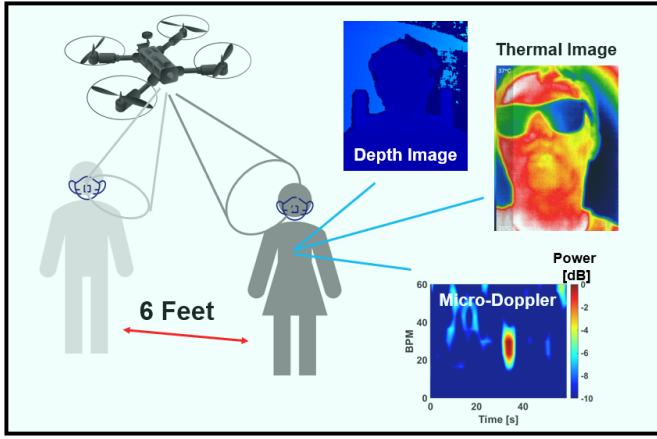 Thermal Image
37°C
Depth Image
6 Feet
Power
[dB]
Micro-Doppler
BPM
60
40
20
0
0
20
40
Time [s]
0
-2
-4
-6
-8
-10